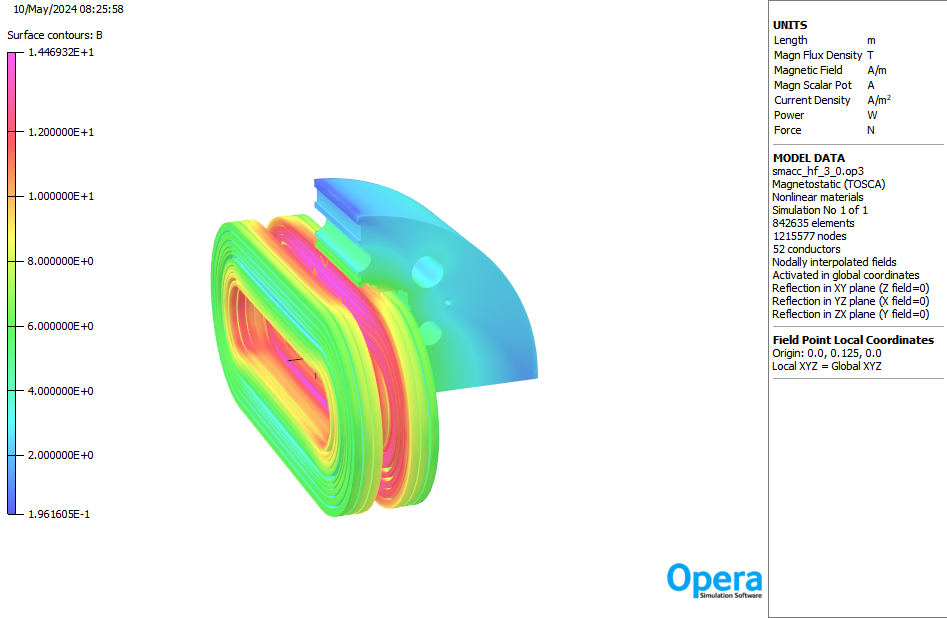 10/May/2024 08:25:58
Surface contours: B
1.446932E+1
1.200000E+1
1.000000E+1
8.000000E+0
6.000000E+0
4.000000E+0
2.000000E+0
1.961605E-1
UNITS
Length m
Magn Flux Density T
Magnetic Field A/m
Magn Scalar Pot A
Current Density A/m²
Power W
Force N
MODEL DATA
smacc_hf_3_0.op3
Magnetostatic (TOSCA)
Nonlinear materials
Simulation No 1 of 1
842635 elements
1215577 nodes
52 conductors
Nodally interpolated fields
Activated in global coordinates
Reflection in XY plane (Z field=0)
Reflection in YZ plane (X field=0)
Reflection in ZX plane (Y field=0)
Field Point Local Coordinates
Origin: 0.0, 0.125, 0.0
Local XYZ = Global XYZ
Opera
Simulation Software